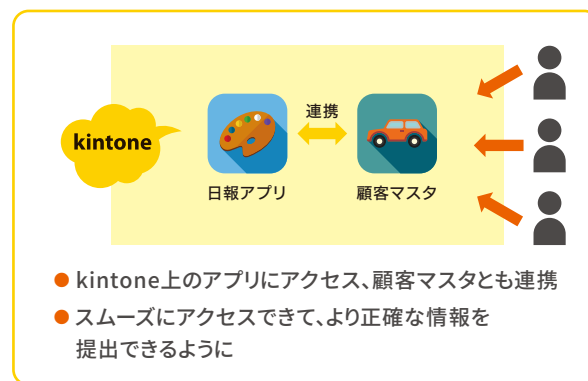 連携
kintone
日報アプリ
顧客マスタ
● kintone上のアプリにアクセス、顧客マスタとも連携
● スムーズにアクセスできて、より正確な情報を
提出できるように